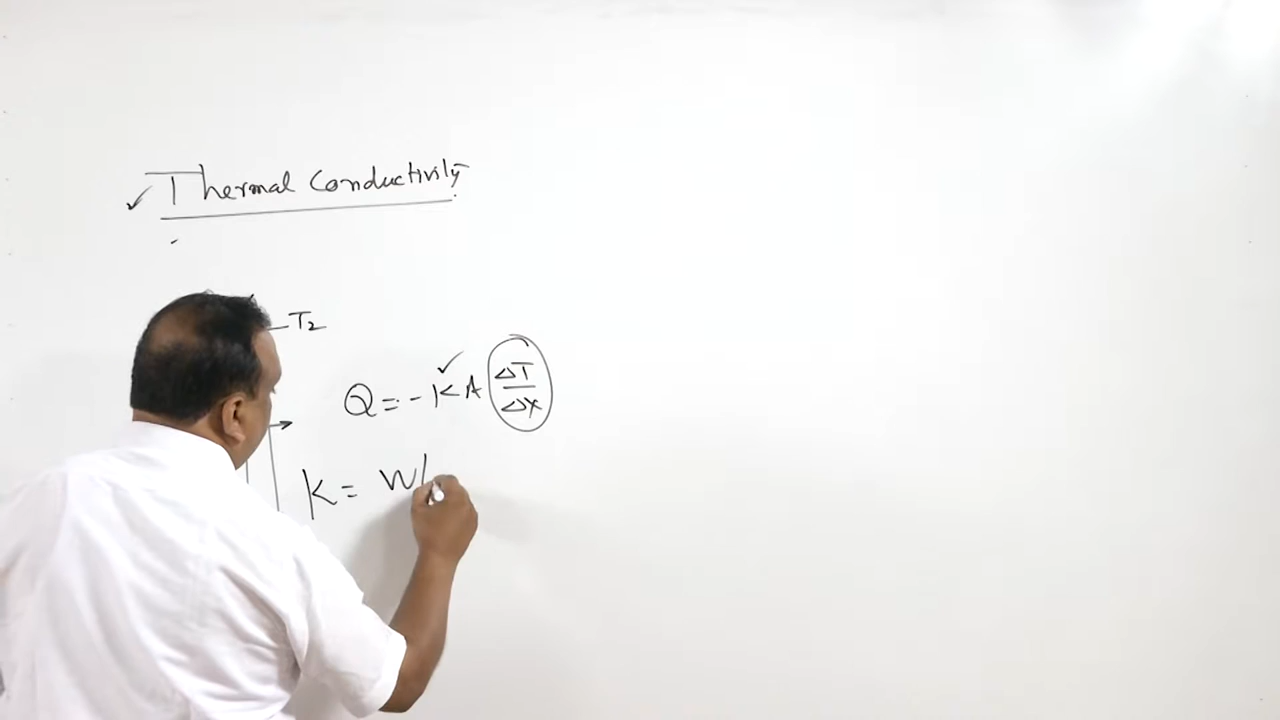 ✓ Thermal Conductivity
T₂
Q = - K A ΔT/ΔX
K = W/